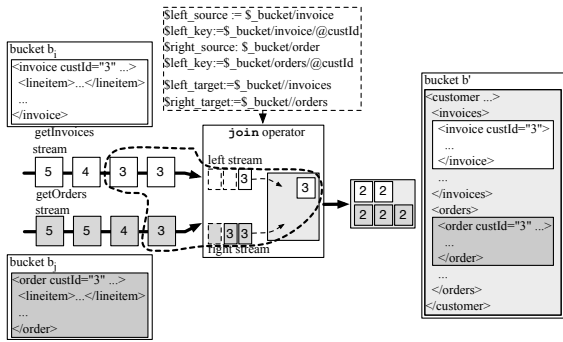 $left_source := $_bucket/invoice
$left_key:=$_bucket/invoice/@custId
$right_source: $_bucket/order
$left_key:=$_bucket/orders/@custId
$left_target:=$_bucket//invoices
$right_target:=$_bucket//orders
bucket bi
<invoice custId="3" ...>
<lineitem>...</lineitem>
...
</invoice>
getInvoices
stream
5 4 3 3
getOrders
stream
5 5 4 3
bucket bj
<order custId="3" ...>
<lineitem>...</lineitem>
...
</order>
join operator
left stream
3
3
3 3
right stream
2 2
2 2 2
bucket b'
<customer ...>
<invoices>
<invoice custId="3">
...
</invoice>
...
</invoices>
<orders>
<order custId="3" ...>
...
</order>
...
</orders>
</customer>